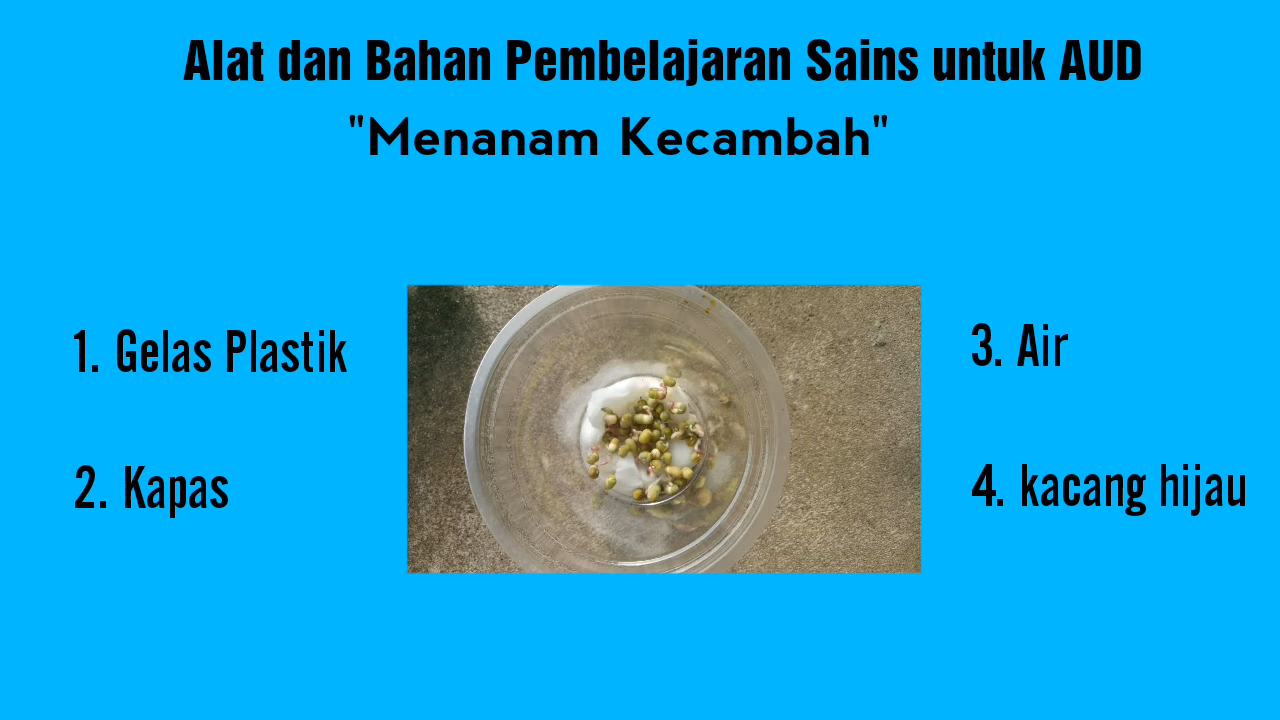 Alat dan Bahan Pembelajaran Sains untuk AUD
"Menanam Kecambah"
1. Gelas Plastik
2. Kapas
3. Air
4. kacang hijau